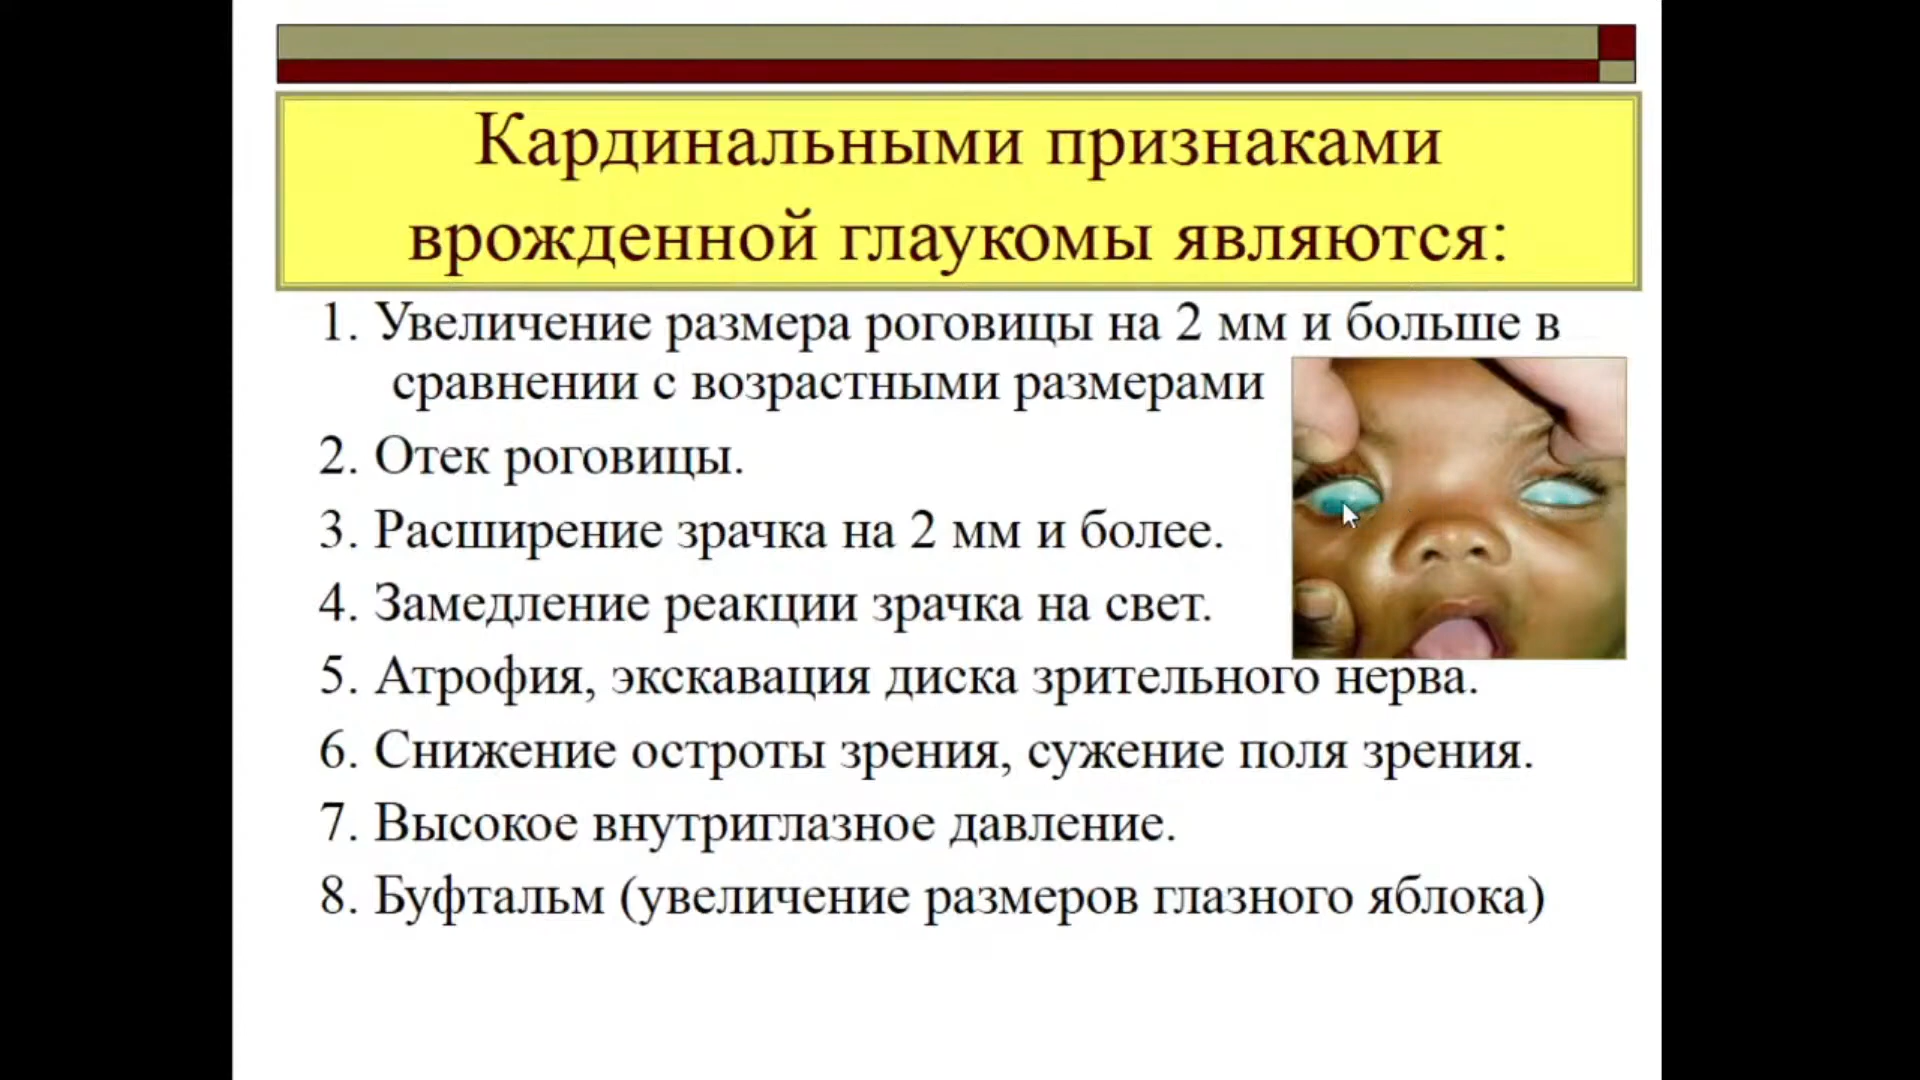 Кардинальными признаками
врожденной глаукомы являются:
1. Увеличение размера роговицы на 2 мм и больше в
сравнении с возрастными размерами
2. Отек роговицы.
3. Расширение зрачка на 2 мм и более.
4. Замедление реакции зрачка на свет.
5. Атрофия, экскавация диска зрительного нерва.
6. Снижение остроты зрения, сужение поля зрения.
7. Высокое внутриглазное давление.
8. Буфтальм (увеличение размеров глазного яблока)